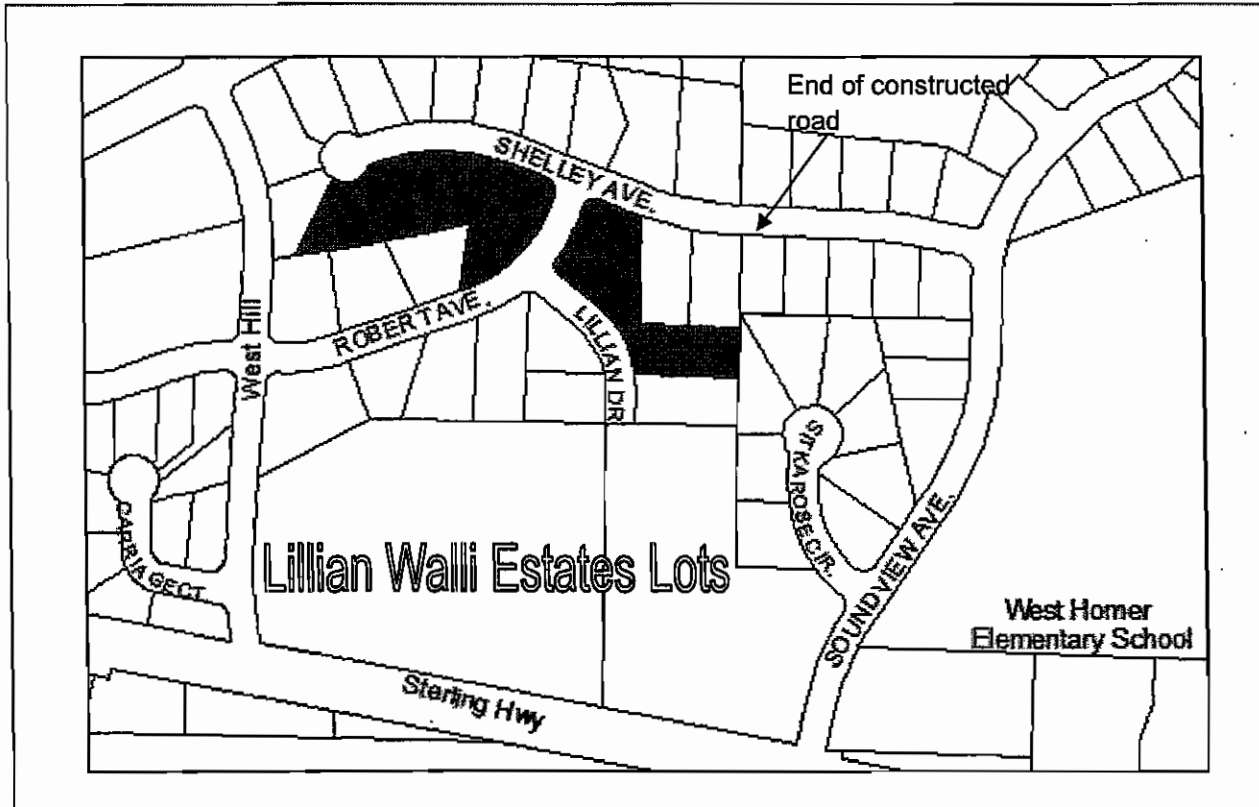 End of constructed
road
SHELLEY AVE.
ROBERT AVE.
LILLIAN DR
West Hill
CARRIAGE CT.
SITKA ROSE CIR.
SOUNDVIEW AVE.
Lillian Walli Estates Lots
West Homer
Elementary School
Sterling Hwy